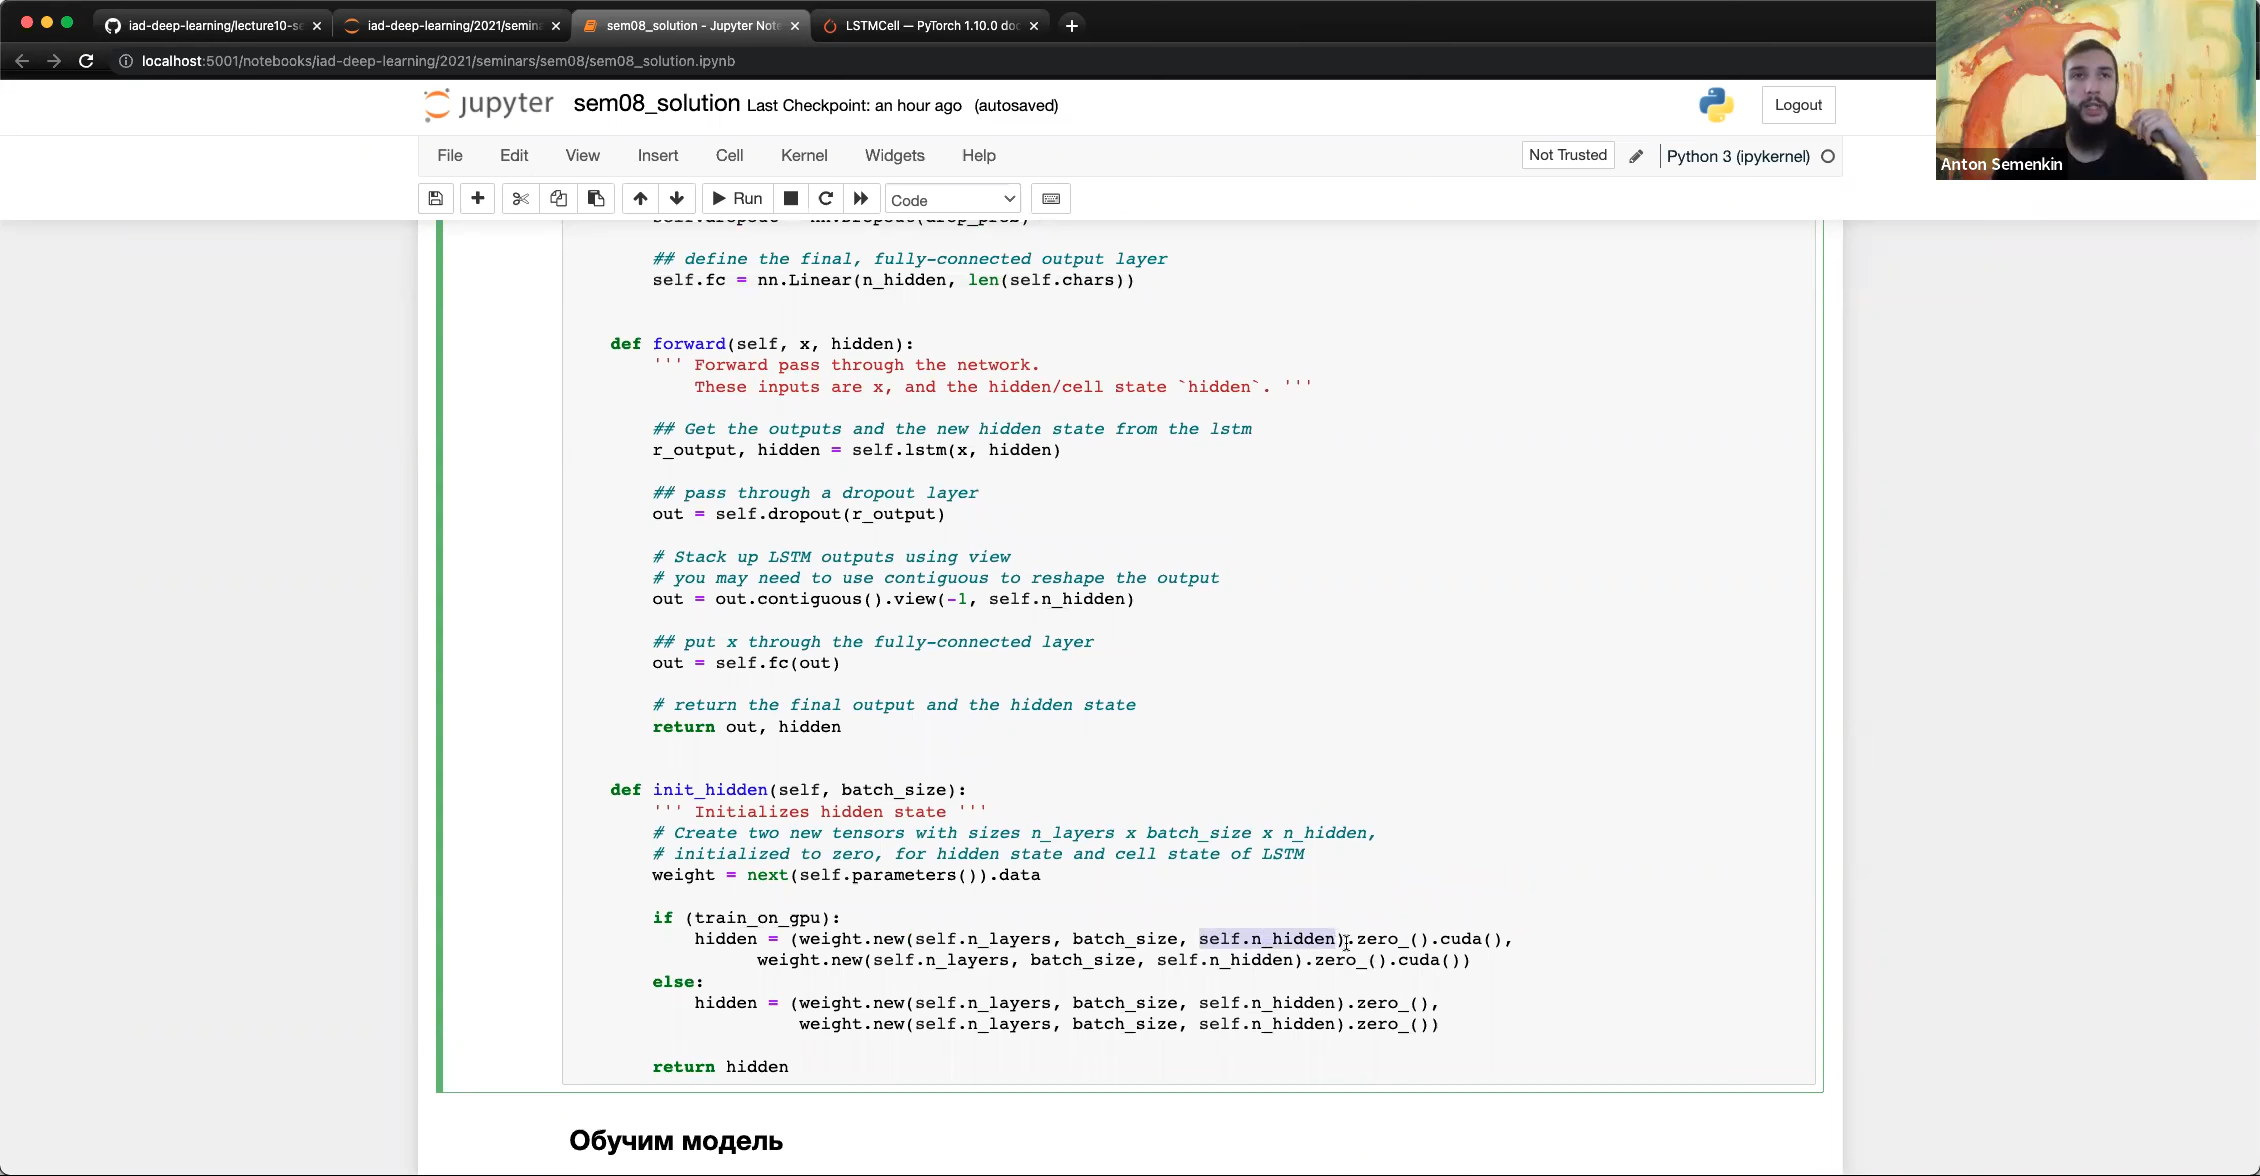 iad-deep-learning/lecture10-se
iad-deep-learning/2021/semina
sem08_solution - Jupyter Note
LSTMCell — PyTorch 1.10.0 doc
localhost:5001/notebooks/iad-deep-learning/2021/seminars/sem08/sem08_solution.ipynb
Anton Semenkin
jupyter sem08_solution Last Checkpoint: an hour ago (autosaved)
Logout
File Edit View Insert Cell Kernel Widgets Help
Not Trusted
Python 3 (ipykernel)
Run
Code
self.dropout = nn.Dropout(drop_prob)
## define the final, fully-connected output layer
self.fc = nn.Linear(n_hidden, len(self.chars))
def forward(self, x, hidden):
''' Forward pass through the network.
These inputs are x, and the hidden/cell state `hidden`. '''
## Get the outputs and the new hidden state from the lstm
r_output, hidden = self.lstm(x, hidden)
## pass through a dropout layer
out = self.dropout(r_output)
# Stack up LSTM outputs using view
# you may need to use contiguous to reshape the output
out = out.contiguous().view(-1, self.n_hidden)
## put x through the fully-connected layer
out = self.fc(out)
# return the final output and the hidden state
return out, hidden
def init_hidden(self, batch_size):
''' Initializes hidden state '''
# Create two new tensors with sizes n_layers x batch_size x n_hidden,
# initialized to zero, for hidden state and cell state of LSTM
weight = next(self.parameters()).data
if (train_on_gpu):
hidden = (weight.new(self.n_layers, batch_size, self.n_hidden).zero_().cuda(),
weight.new(self.n_layers, batch_size, self.n_hidden).zero_().cuda())
else:
hidden = (weight.new(self.n_layers, batch_size, self.n_hidden).zero_(),
weight.new(self.n_layers, batch_size, self.n_hidden).zero_())
return hidden
Обучим модель